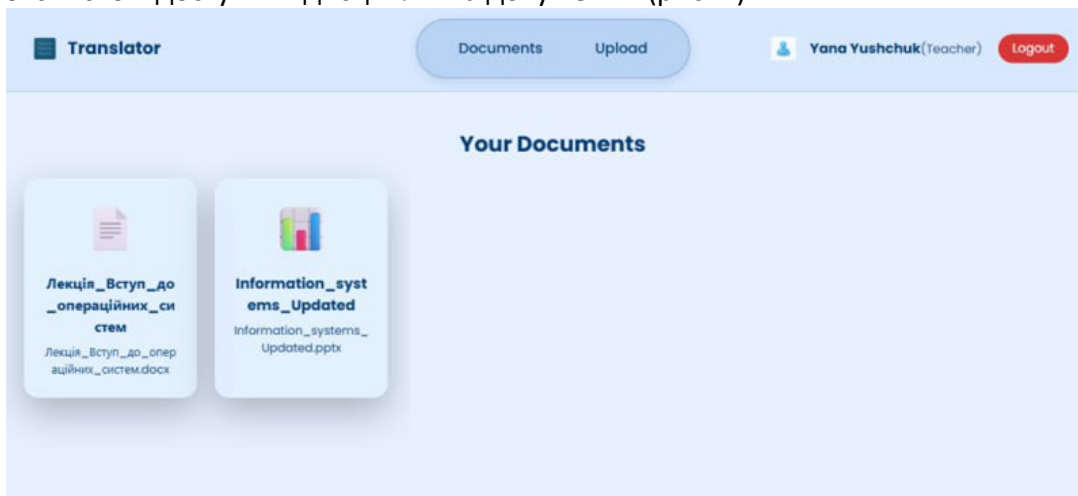 Translator
Documents Upload
Yana Yushchuk(Teacher) Logout
Your Documents
Лекція_Вступ_до
_операційних_си
стем
Лекція_Вступ_до_опер
аційних_систем.docx
Information_syst
ems_Updated
Information_systems_
Updated.pptx